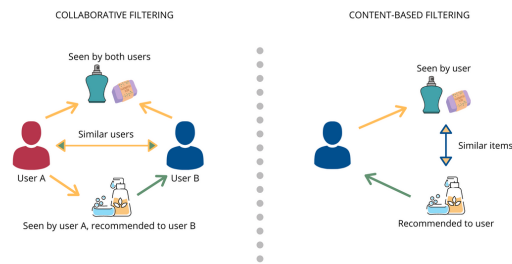 COLLABORATIVE FILTERING
Seen by both users
Similar users
User A
User B
Seen by user A, recommended to user B
CONTENT-BASED FILTERING
Seen by user
Similar items
Recommended to user